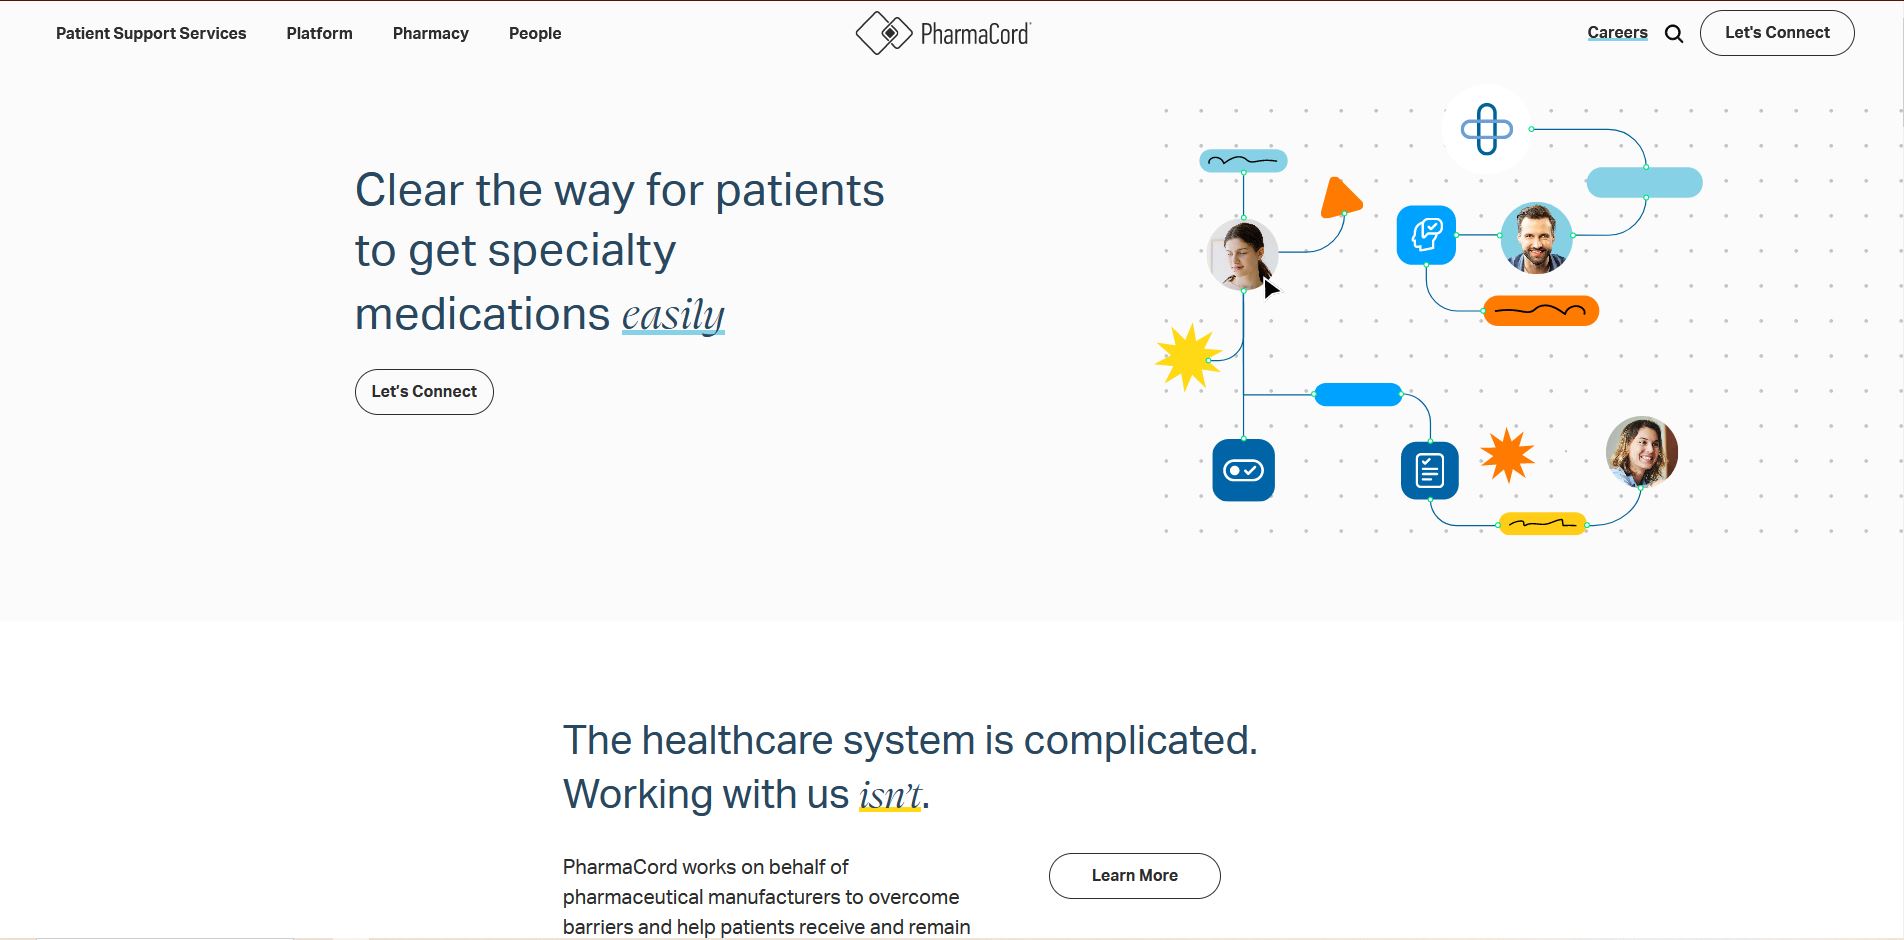 Patient Support Services
Platform
Pharmacy
People
PharmaCord
Careers
Let's Connect
Clear the way for patients
to get specialty
medications easily
Let’s Connect
The healthcare system is complicated.
Working with us isn’t.
PharmaCord works on behalf of
pharmaceutical manufacturers to overcome
barriers and help patients receive and remain
Learn More